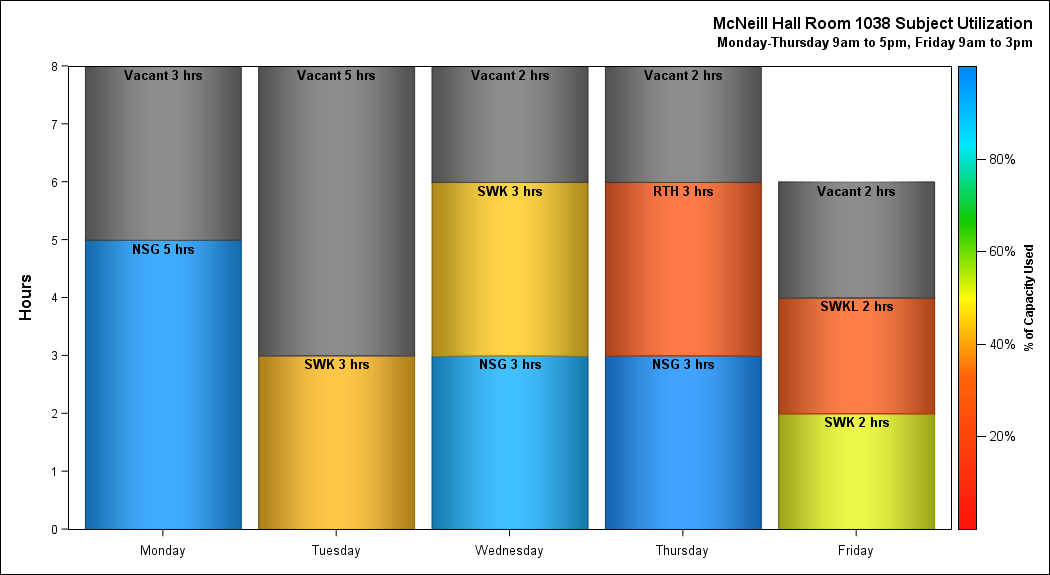 McNeill Hall Room 1038 Subject Utilization
Monday-Thursday 9am to 5pm, Friday 9am to 3pm
8
7
6
5
4
3
2
1
0
Hours
Vacant 3 hrs
NSG 5 hrs
Vacant 5 hrs
SWK 3 hrs
Vacant 2 hrs
SWK 3 hrs
NSG 3 hrs
Vacant 2 hrs
RTH 3 hrs
NSG 3 hrs
Vacant 2 hrs
SWKL 2 hrs
SWK 2 hrs
Monday
Tuesday
Wednesday
Thursday
Friday
80%
60%
40%
20%
% of Capacity Used